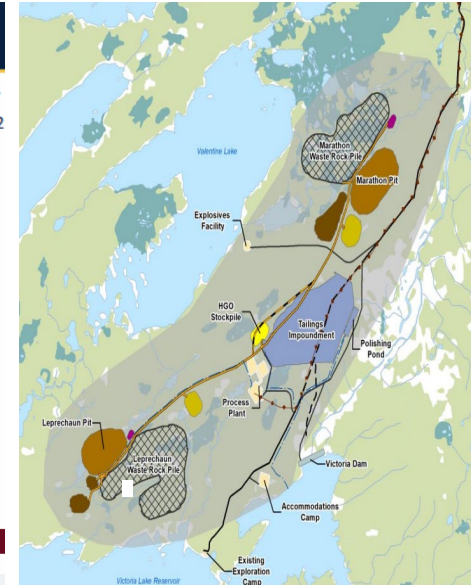 2
Valentine Lake
Marathon
Waste Rock Pile
Marathon Pit
Explosives
Facility
HGO
Stockpile
Tailings
Impoundment
Polishing
Pond
Process
Plant
Leprechaun Pit
Leprechaun
Waste Rock Pile
Victoria Dam
Accommodations
Camp
Existing
Exploration
Camp
Victoria Lake Reservoir